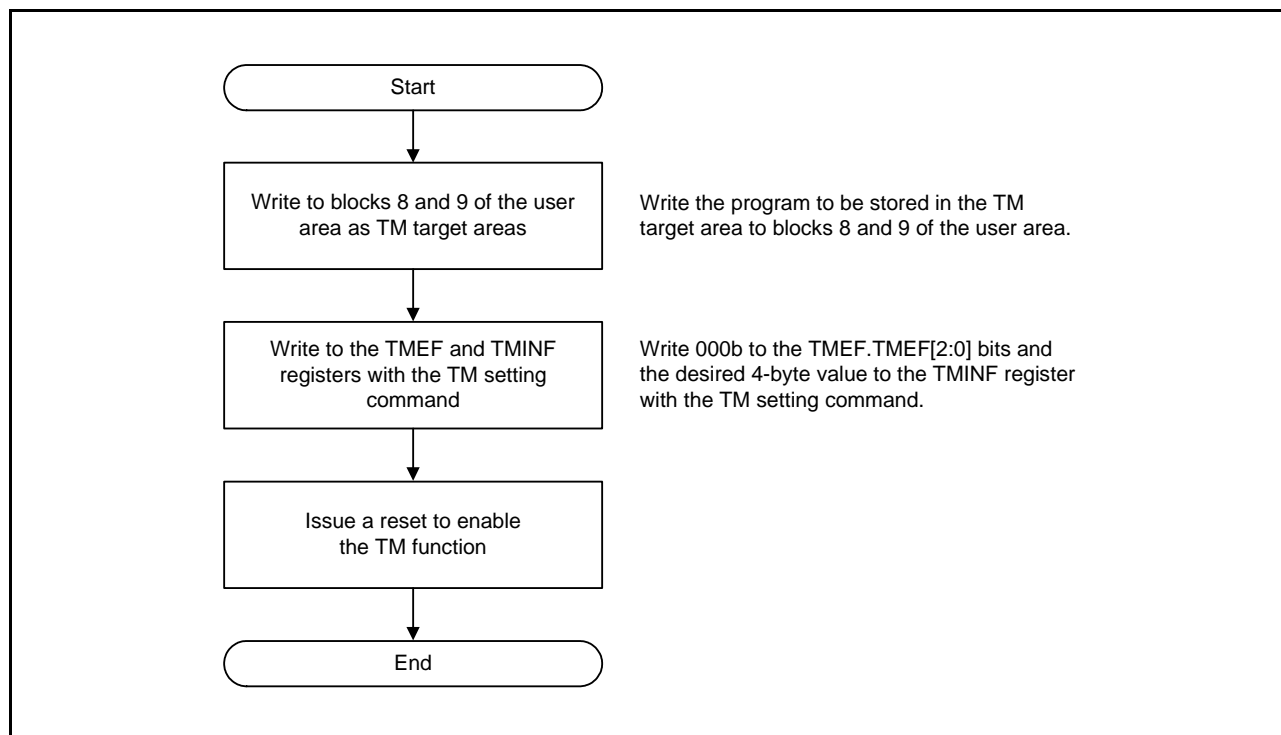 Start
Write to blocks 8 and 9 of the user
area as TM target areas
Write the program to be stored in the TM
target area to blocks 8 and 9 of the user area.
Write to the TMEF and TMINF
registers with the TM setting
command
Write 000b to the TMEF.TMEF[2:0] bits and
the desired 4-byte value to the TMINF register
with the TM setting command.
Issue a reset to enable
the TM function
End